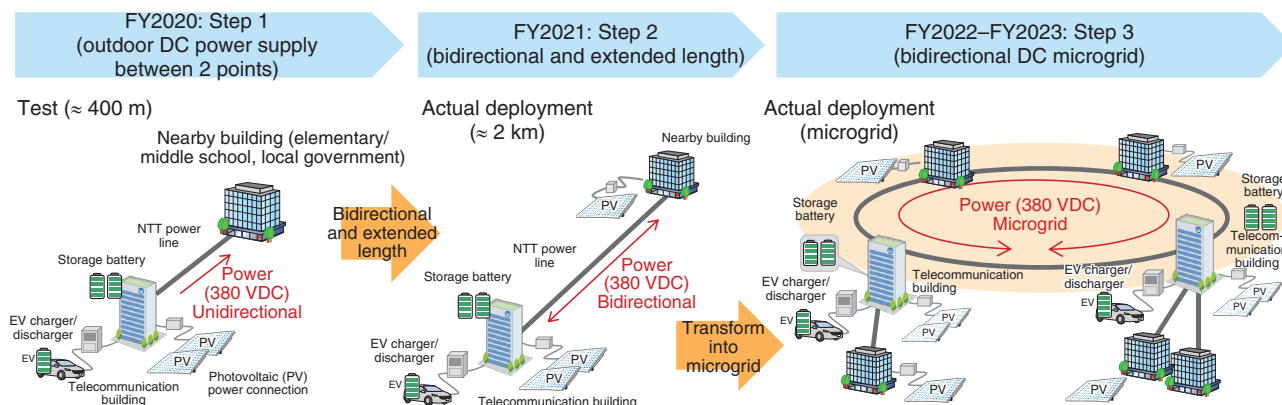 FY2020: Step 1
(outdoor DC power supply
between 2 points)
FY2021: Step 2
(bidirectional and extended length)
FY2022–FY2023: Step 3
(bidirectional DC microgrid)
Test (≈ 400 m)
Nearby building (elementary/
middle school, local government)
NTT power
line
Storage battery
Power
(380 VDC)
Unidirectional
EV charger/
discharger
EV
PV
PV
Telecommunication
building
Photovoltaic (PV)
power connection
Bidirectional
and extended
length
Actual deployment
(≈ 2 km)
Nearby building
PV
NTT power
line
Storage battery
Power
(380 VDC)
Bidirectional
EV charger/
discharger
EV
PV
PV
Telecommunication building
Transform
into
microgrid
Actual deployment
(microgrid)
PV
PV
Storage
battery
Storage
battery
Power (380 VDC)
Microgrid
Telecom-
munication
building
Telecommunication
building
EV charger/
discharger
EV
PV
PV
EV charger/
discharger
EV
PV
PV
PV
PV